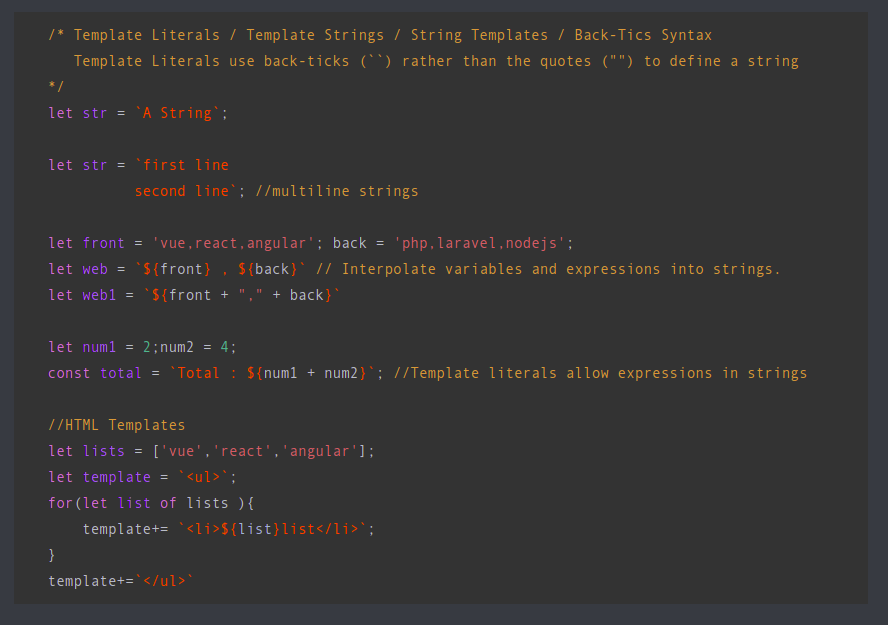 /* Template Literals / Template Strings / String Templates / Back-Tics Syntax
   Template Literals use back-ticks (``) rather than the quotes ("") to define a string
*/
let str = `A String`;
let str = `first line
          second line`; //multiline strings
let front = 'vue,react,angular'; back = 'php,laravel,nodejs';
let web = `${front} , ${back}` // Interpolate variables and expressions into strings.
let web1 = `${front + "," + back}`
let num1 = 2;num2 = 4;
const total = `Total : ${num1 + num2}`; //Template literals allow expressions in strings
//HTML Templates
let lists = ['vue','react','angular'];
let template = `<ul>`;
for(let list of lists ){
    template+= `<li>${list}list</li>`;
}
template+=`</ul>`